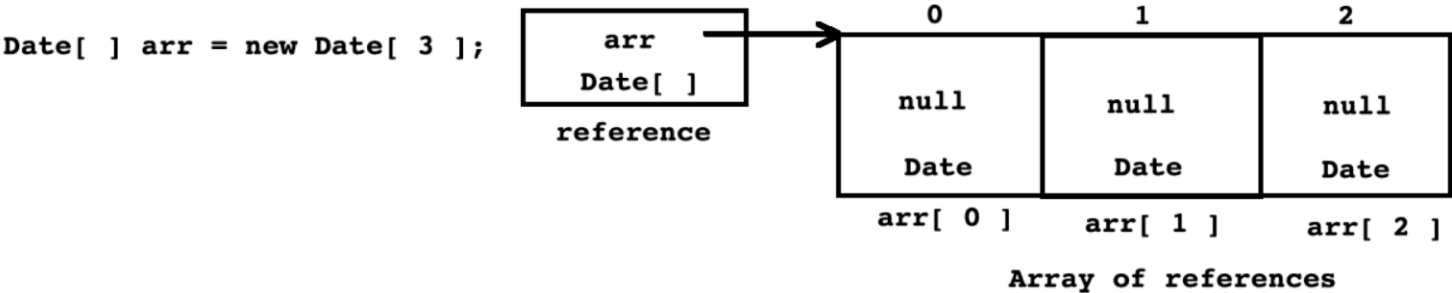 Date[ ] arr = new Date[ 3 ];
arr
Date[ ]
reference
0 1 2
null null null
Date Date Date
arr[ 0 ] arr[ 1 ] arr[ 2 ]
Array of references